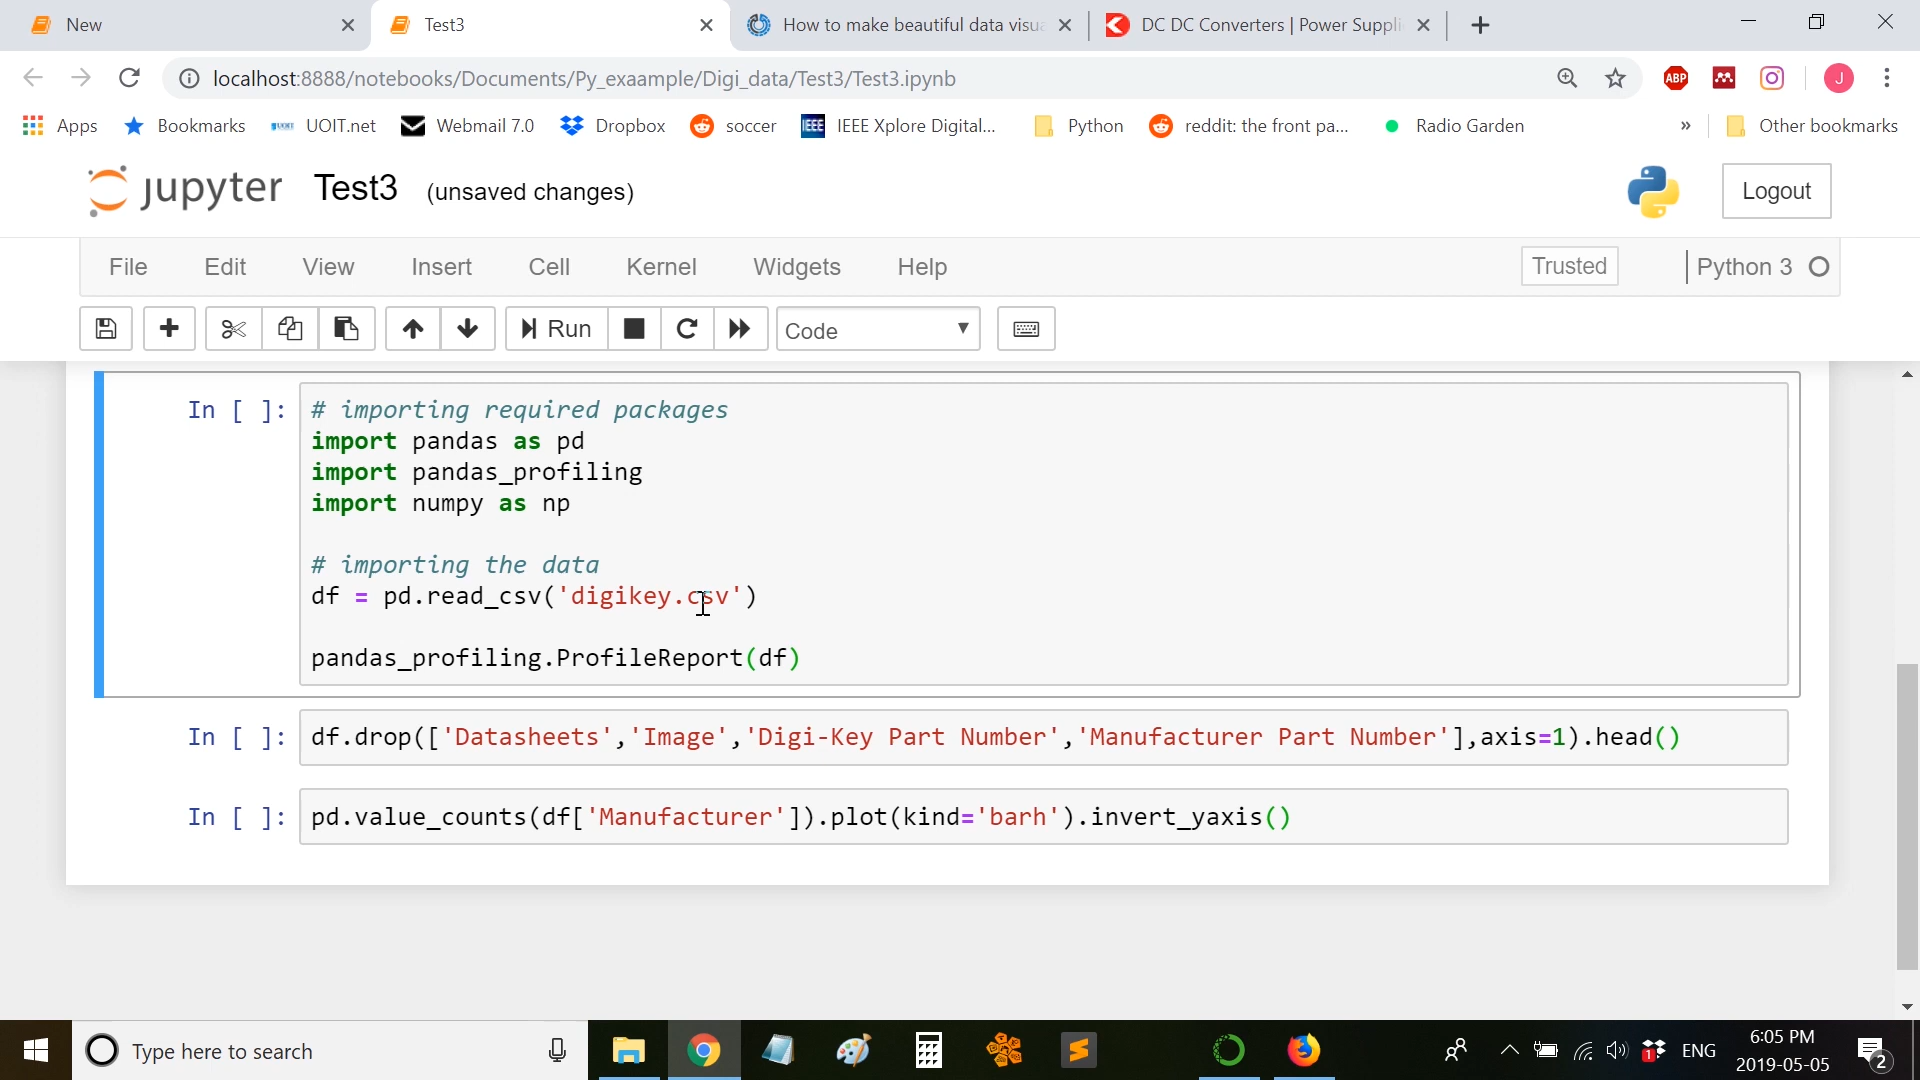 New
Test3
How to make beautiful data visu
DC DC Converters | Power Suppli
localhost:8888/notebooks/Documents/Py_exaample/Digi_data/Test3/Test3.ipynb
ABP
J
Apps
Bookmarks
UOIT.net
Webmail 7.0
Dropbox
soccer
IEEE
IEEE Xplore Digital...
Python
reddit: the front pa...
Radio Garden
»
Other bookmarks
jupyter
Test3
(unsaved changes)
Logout
File
Edit
View
Insert
Cell
Kernel
Widgets
Help
Trusted
Python 3
Run
Code
In [ ]:
# importing required packages
import pandas as pd
import pandas_profiling
import numpy as np
# importing the data
df = pd.read_csv('digikey.csv')
pandas_profiling.ProfileReport(df)
In [ ]:
df.drop(['Datasheets','Image','Digi-Key Part Number','Manufacturer Part Number'],axis=1).head()
In [ ]:
pd.value_counts(df['Manufacturer']).plot(kind='barh').invert_yaxis()
Type here to search
1
ENG
6:05 PM
2019-05-05
2